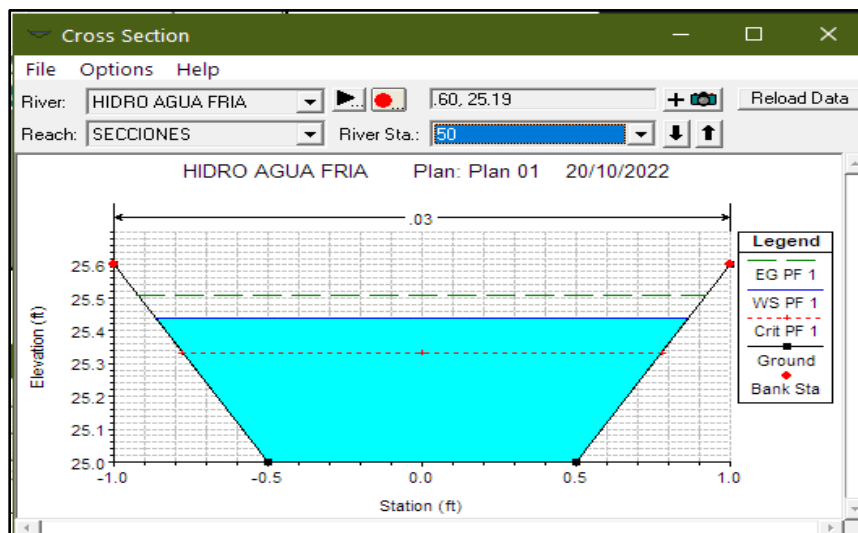 Cross Section
File Options Help
River: HIDRO AGUA FRIA .60, 25.19 Reload Data
Reach: SECCIONES River Sta.: 50
HIDRO AGUA FRIA Plan: Plan 01 20/10/2022
.03
Legend
EG PF 1
WS PF 1
Crit PF 1
Ground
Bank Sta
Elevation (ft)
25.6
25.5
25.4
25.3
25.2
25.1
25.0
-1.0 -0.5 0.0 0.5 1.0
Station (ft)